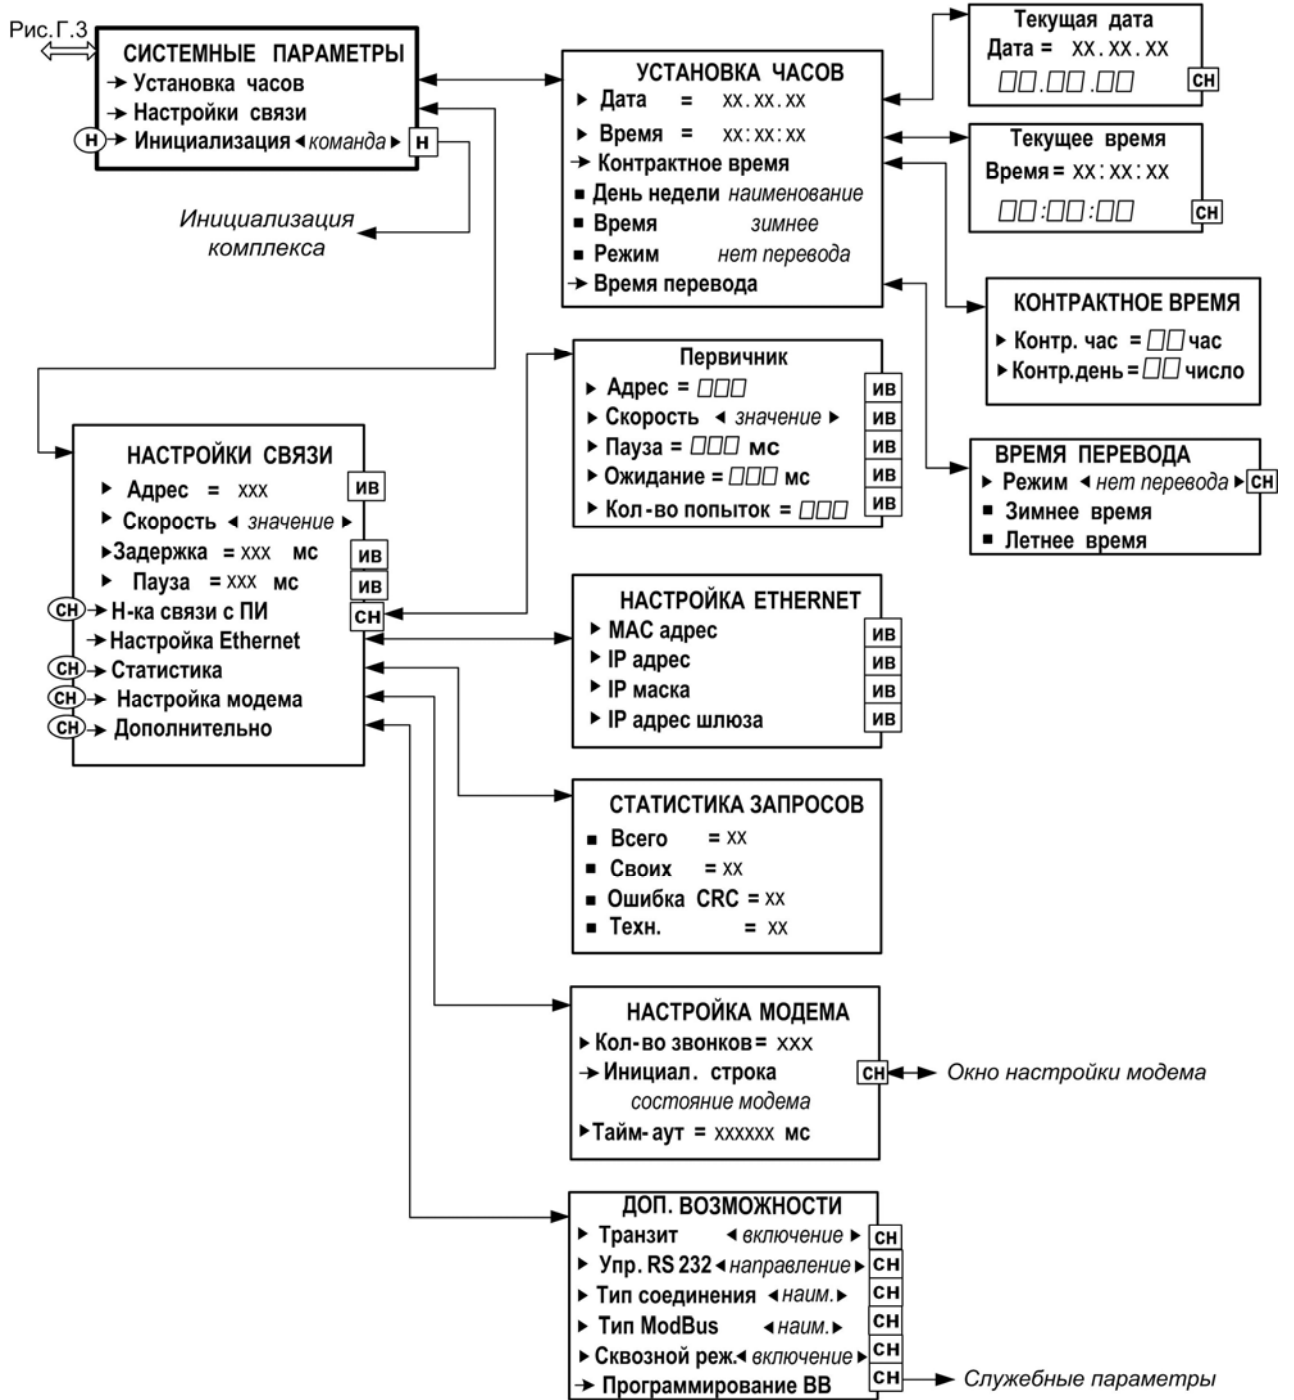 Рис.Г.3
СИСТЕМНЫЕ ПАРАМЕТРЫ
Установка часов
Настройки связи
Н Инициализация команда Н
Инициализация
комплекса
УСТАНОВКА ЧАСОВ
Дата = xx.xx.xx
Время = xx:xx:xx
Контрактное время
День недели наименование
Время зимнее
Режим нет перевода
Время перевода
Текущая дата
Дата = xx.xx.xx
СН
Текущее время
Время = xx:xx:xx
СН
КОНТРАКТНОЕ ВРЕМЯ
Контр. час = час
Контр.день = число
ВРЕМЯ ПЕРЕВОДА
Режим нет перевода СН
Зимнее время
Летнее время
Первичник
Адрес = ИВ
Скорость значение ИВ
Пауза = мс ИВ
Ожидание = мс ИВ
Кол-во попыток = ИВ
НАСТРОЙКИ СВЯЗИ
Адрес = xxx ИВ
Скорость значение
Задержка = xxx мс ИВ
Пауза = xxx мс ИВ
СН Н-ка связи с ПИ СН
Настройка Ethernet
СН Статистика
СН Настройка модема
СН Дополнительно
НАСТРОЙКА ETHERNET
MAC адрес ИВ
IP адрес ИВ
IP маска ИВ
IP адрес шлюза ИВ
СТАТИСТИКА ЗАПРОСОВ
Всего = xx
Своих = xx
Ошибка CRC = xx
Техн. = xx
НАСТРОЙКА МОДЕМА
Кол-во звонков = xxx
Инициал. строка СН Окно настройки модема
состояние модема
Тайм-аут = xxxxxx мс
ДОП. ВОЗМОЖНОСТИ
Транзит включение СН
Упр. RS 232 направление СН
Тип соединения наим. СН
Тип ModBus наим. СН
Сквозной реж. включение СН
Программирование ВВ СН Служебные параметры